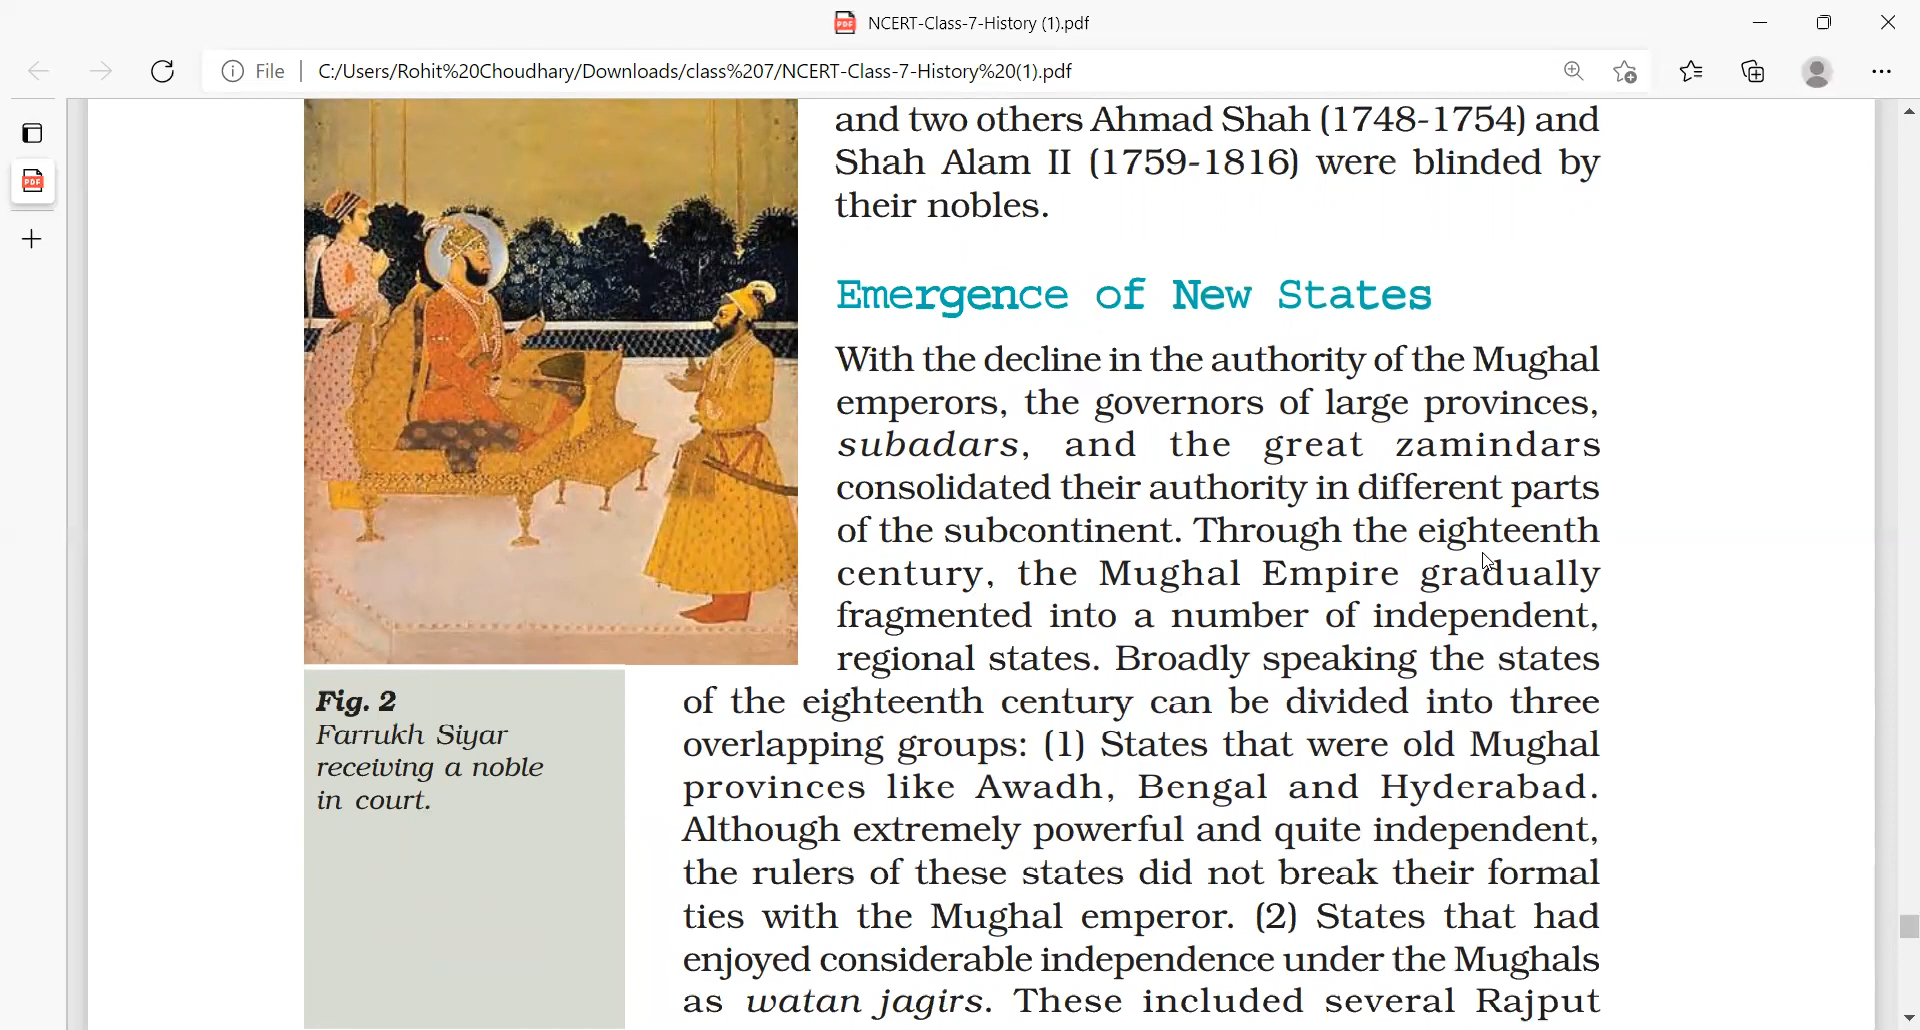 NCERT-Class-7-History (1).pdf
File | C:/Users/Rohit%20Choudhary/Downloads/class%207/NCERT-Class-7-History%20(1).pdf
PDF
PDF
and two others Ahmad Shah (1748-1754) and
Shah Alam II (1759-1816) were blinded by
their nobles.
Emergence of New States
With the decline in the authority of the Mughal
emperors, the governors of large provinces,
subadars, and the great zamindars
consolidated their authority in different parts
of the subcontinent. Through the eighteenth
century, the Mughal Empire gradually
fragmented into a number of independent,
regional states. Broadly speaking the states
of the eighteenth century can be divided into three
overlapping groups: (1) States that were old Mughal
provinces like Awadh, Bengal and Hyderabad.
Although extremely powerful and quite independent,
the rulers of these states did not break their formal
ties with the Mughal emperor. (2) States that had
enjoyed considerable independence under the Mughals
as watan jagirs. These included several Rajput
Fig. 2
Farrukh Siyar
receiving a noble
in court.